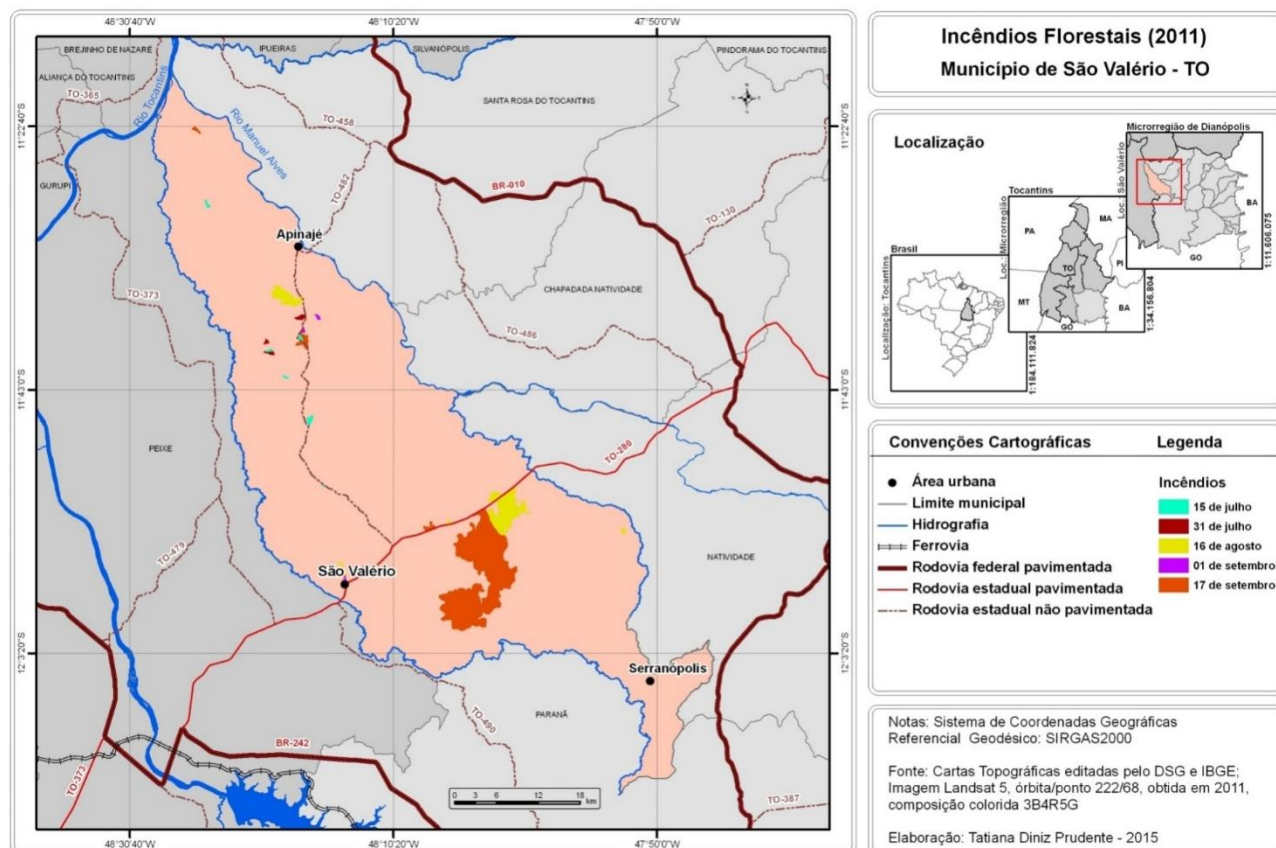 48°30'40"W
48°10'20"W
47°50'0"W
BREJINHO DE NAZARÉ
IPUEIRAS
SILVANÓPOLIS
PINDORAMA DO TOCANTINS
ALIANÇA DO TOCANTINS
TO-365
Rio Tocantins
SANTA ROSA DO TOCANTINS
11°22'40"S
11°22'40"S
Rio Manuel Alves
TO-458
GURUPI
TO-482
BR-010
TO-130
Apinajé
TO-373
CHAPADADA NATIVIDADE
TO-486
11°43'0"S
11°43'0"S
PEIXE
TO-280
TO-479
NATIVIDADE
São Valério
12°3'20"S
12°3'20"S
Serranópolis
PARANÃ
TO-490
BR-242
TO-373
0 3 6 12 18
km
TO-387
48°30'40"W
48°10'20"W
47°50'0"W
Incêndios Florestais (2011)
Município de São Valério - TO
Localização
Microrregião de Dianópolis
Loc.: São Valério
BA
GO
1:11.606.075
Tocantins
Loc.: Microrregião
PA
MA
TO
PI
MT
BA
GO
1:34.156.804
Brasil
Localização: Tocantins
1:184.111.824
Convenções Cartográficas
Área urbana
Limite municipal
Hidrografia
Ferrovia
Rodovia federal pavimentada
Rodovia estadual pavimentada
Rodovia estadual não pavimentada
Legenda
Incêndios
15 de julho
31 de julho
16 de agosto
01 de setembro
17 de setembro
Notas: Sistema de Coordenadas Geográficas
Referencial Geodésico: SIRGAS2000
Fonte: Cartas Topográficas editadas pelo DSG e IBGE;
Imagem Landsat 5, órbita/ponto 222/68, obtida em 2011,
composição colorida 3B4R5G
Elaboração: Tatiana Diniz Prudente - 2015